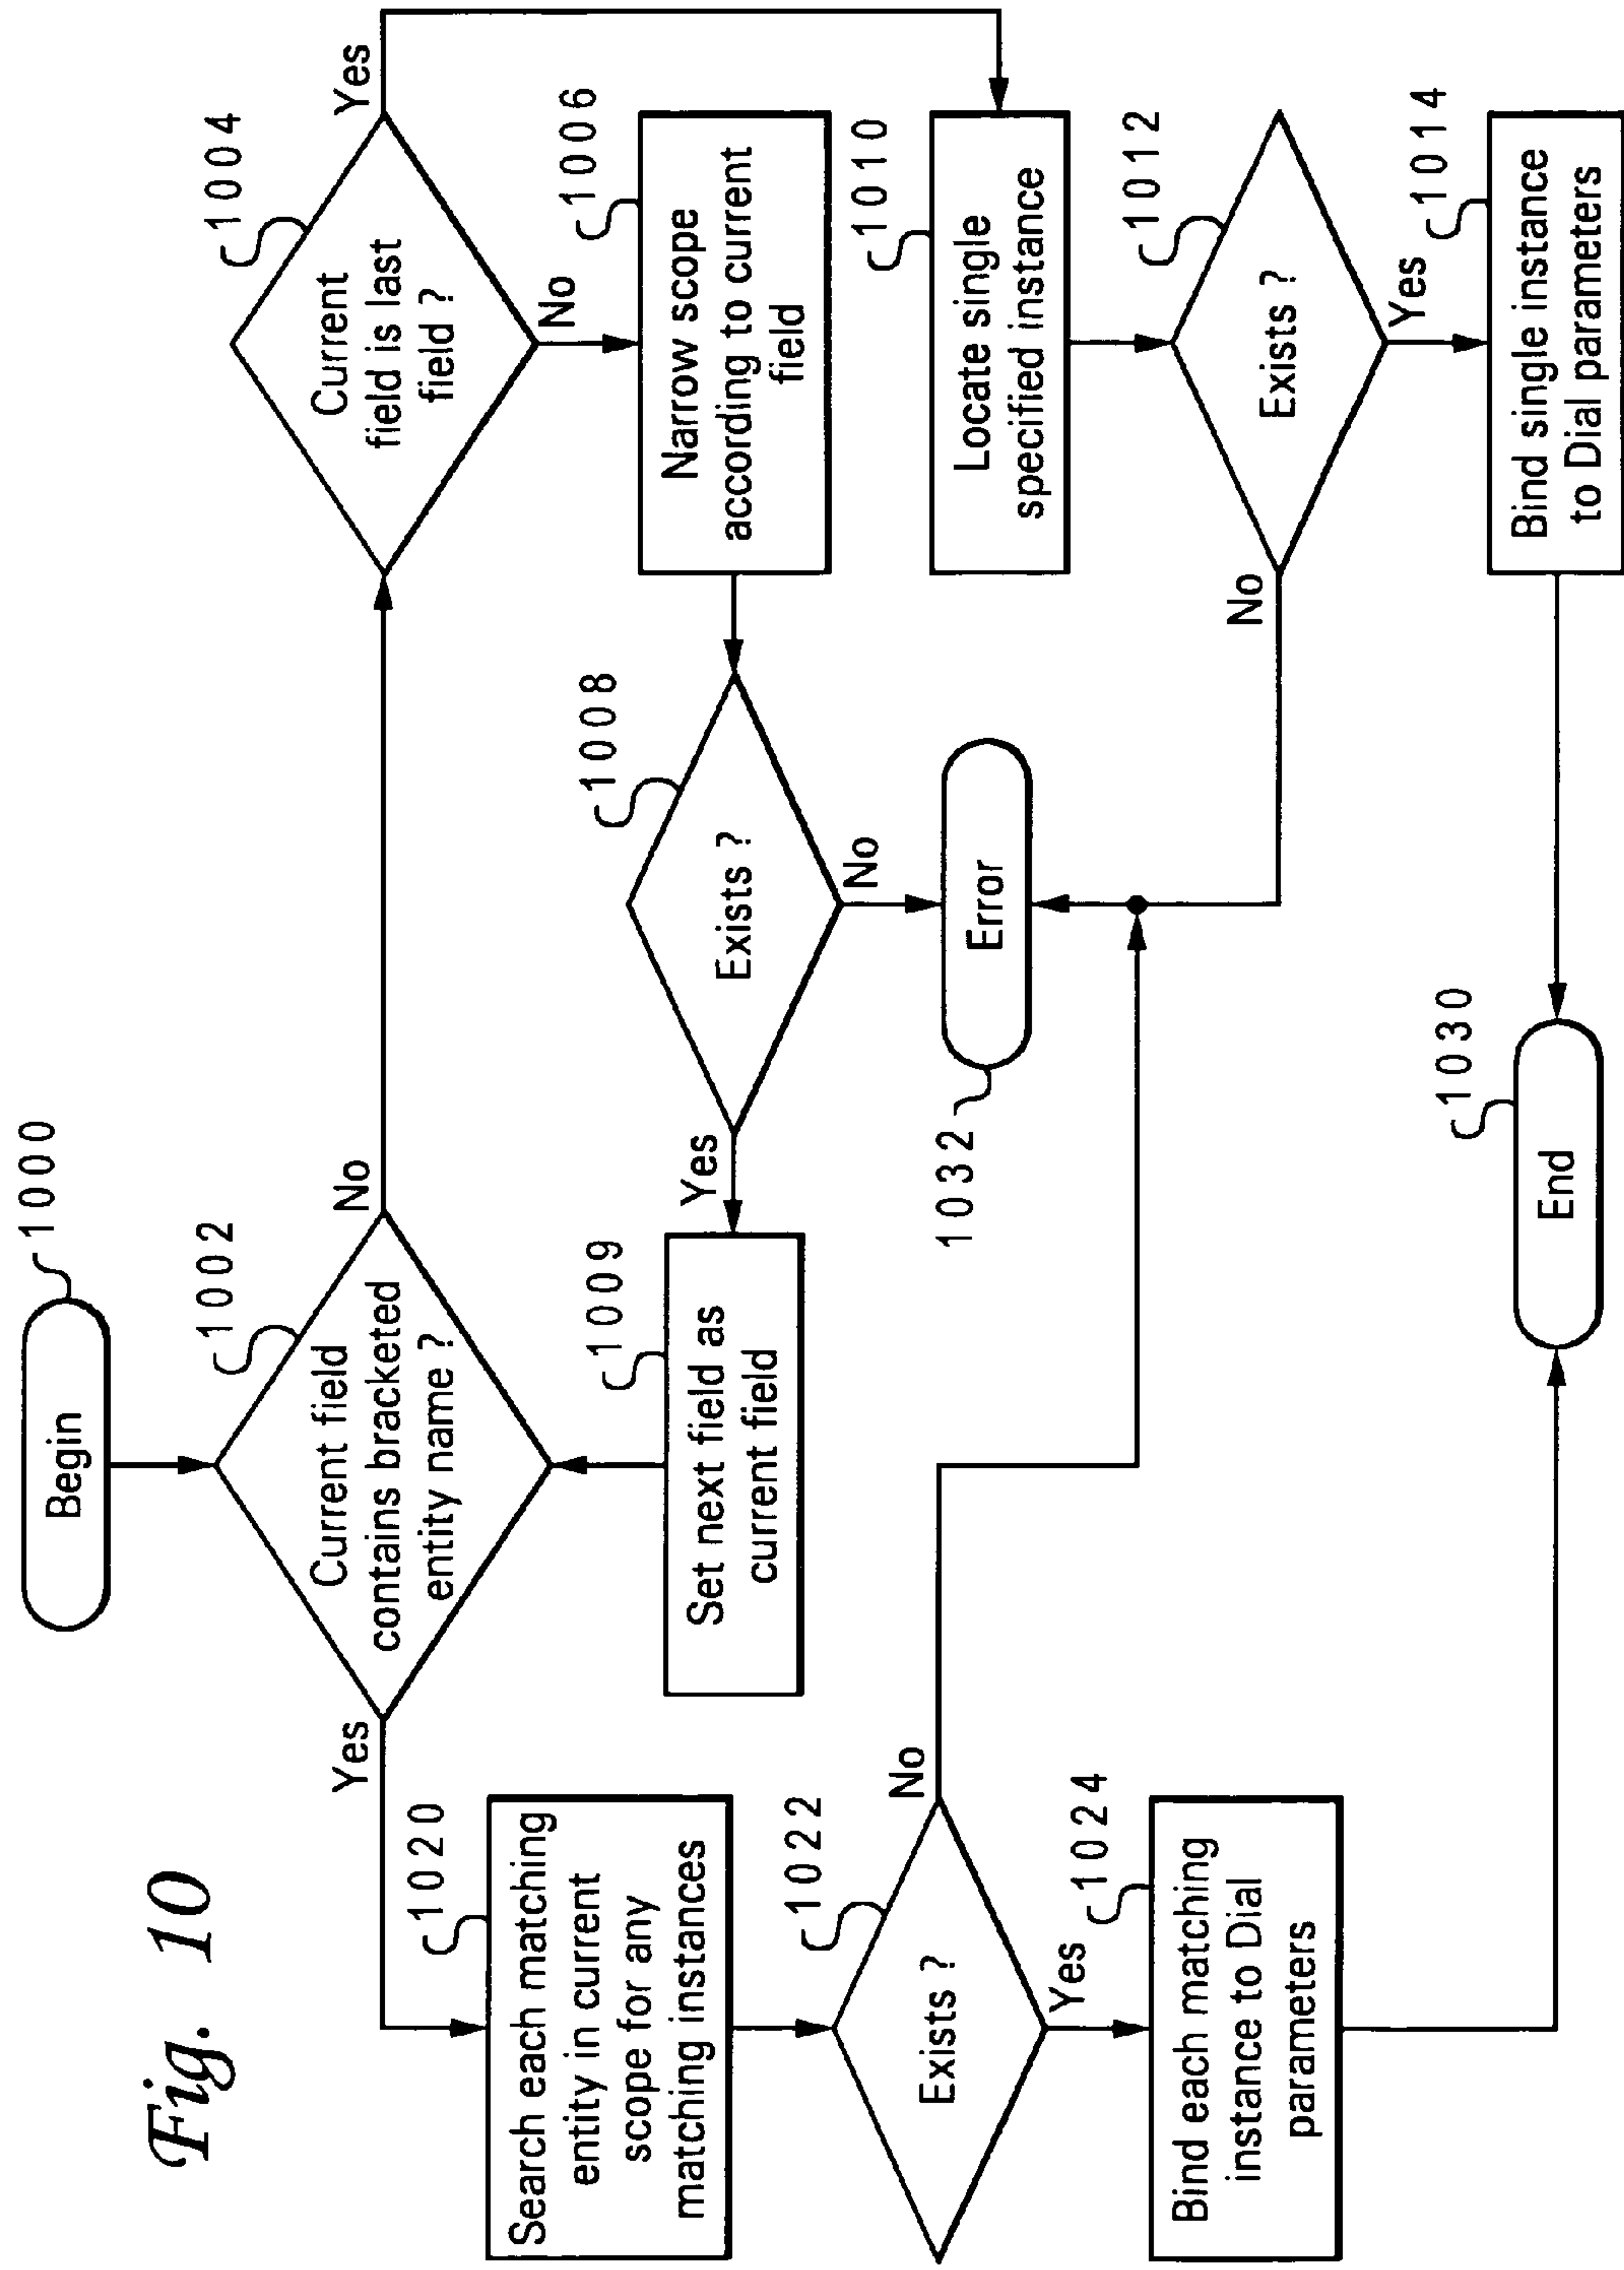 Fig. 10
Begin
1000
Current field
contains bracketed
entity name ?
1002
Yes
No
Current
field is last
field ?
1004
Yes
No
Narrow scope
according to current
field
1006
Exists ?
1008
Yes
No
Set next field as
current field
1009
Locate single
specified instance
1010
Exists ?
1012
No
Yes
Bind single instance
to Dial parameters
1014
Error
1032
Search each matching
entity in current
scope for any
matching instances
1020
Exists ?
1022
No
Yes
Bind each matching
instance to Dial
parameters
1024
End
1030